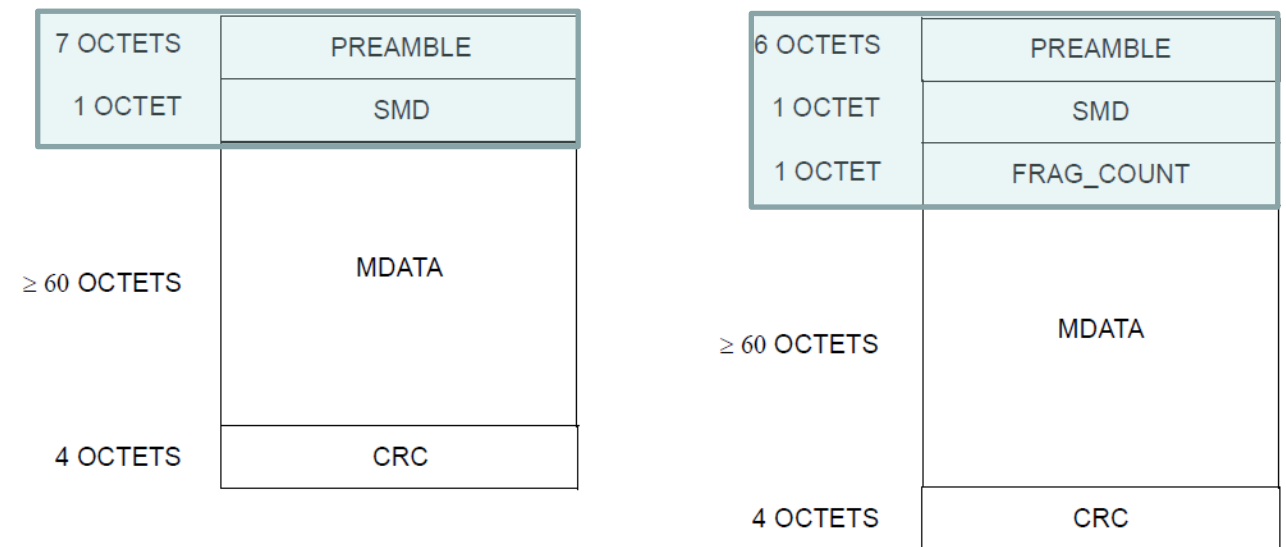 7 OCTETS PREAMBLE
1 OCTET SMD
≥ 60 OCTETS MDATA
4 OCTETS CRC
6 OCTETS PREAMBLE
1 OCTET SMD
1 OCTET FRAG_COUNT
≥ 60 OCTETS MDATA
4 OCTETS CRC